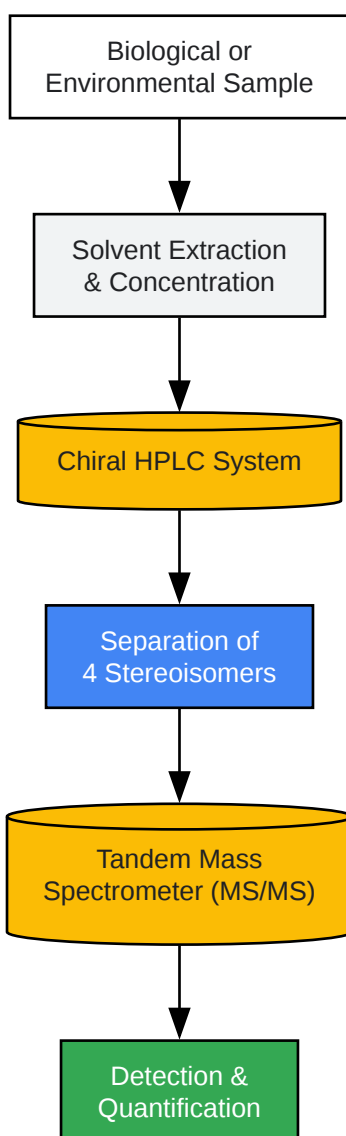 Biological or
Environmental Sample
Solvent Extraction
& Concentration
Chiral HPLC System
Separation of
4 Stereoisomers
Tandem Mass
Spectrometer (MS/MS)
Detection &
Quantification